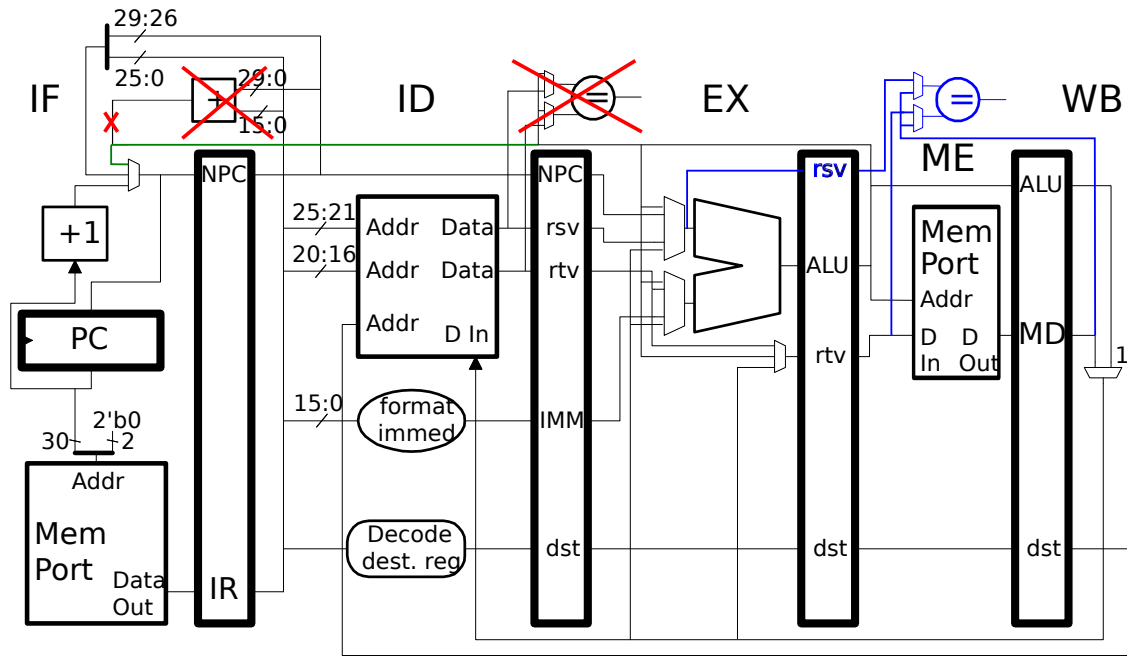 29:26
25:0
29:0
15:0
+
=
=
IF
ID
EX
ME
WB
NPC
NPC
rsv
ALU
+1
25:21
20:16
Addr
Data
Addr
Data
Addr
D In
rsv
rtv
ALU
Mem
Port
Addr
D
In
D
Out
MD
rtv
PC
15:0
format
immed
IMM
2'b0
30
2
1
Addr
Mem
Port
Data
Out
IR
Decode
dest. reg
dst
dst
dst